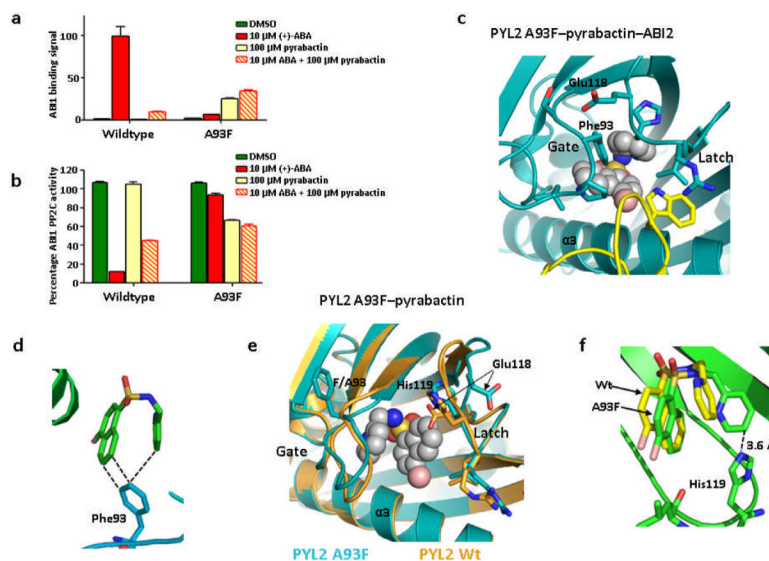 a
ABI1 binding signal
100
50
0
Wildtype
A93F
DMSO
10 µM (+)-ABA
100 µM pyrabactin
10 µM ABA + 100 µM pyrabactin
b
Percentage ABI1 PP2C activity
120
100
80
60
40
20
0
Wildtype
A93F
DMSO
10 µM (+)-ABA
100 µM pyrabactin
10 µM ABA + 100 µM pyrabactin
c
PYL2 A93F–pyrabactin–ABI2
Glu118
Phe93
Gate
Latch
α3
d
Phe93
PYL2 A93F–pyrabactin
e
F/A93
His119
Glu118
Gate
Latch
α3
PYL2 A93F
PYL2 Wt
f
Wt
A93F
3.6
His119